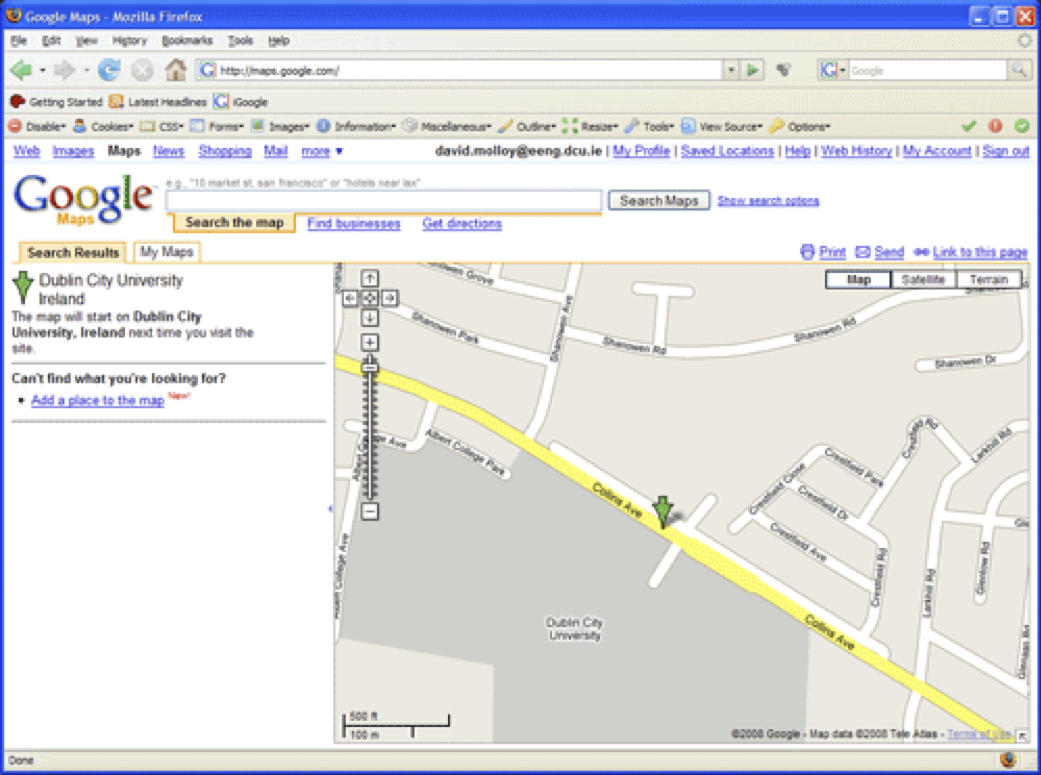 Google Maps - Mozilla Firefox
File Edit View History Bookmarks Tools Help
http://maps.google.com/ Google
Getting Started Latest Headlines iGoogle
Disable Cookies CSS Forms Images Information Miscellaneous Outline Resize Tools View Source Options
Web Images Maps News Shopping Mail more david.molloy@eeng.dcu.ie | My Profile | Saved Locations | Help | Web History | My Account | Sign out
Google Maps
e.g., "10 market st, san francisco" or "hotels near lax"
Search Maps Show search options
Search the map Find businesses Get directions
Search Results My Maps Print Send Link to this page
Dublin City University
Ireland
The map will start on Dublin City
University, Ireland next time you visit the
site.
Can't find what you're looking for?
Add a place to the map New!
Map Satellite Terrain
Grove
Shanowen Park
Shanowen Ave
Shanowen Rd
Shanowen Rd
Shanowen Dr
Albert College Park
Albert College Ave
Collins Ave
Crestfield Close
Crestfield Park
Crestfield Dr
Crestfield Ave
Crestfield Rd
Crestfield Rd
Larkhill Rd
Larkhill Rd
Glentow Rd
Dublin City
University
Collins Ave
500 ft
100 m
©2008 Google - Map data ©2008 Tele Atlas - Terms of Use
Done